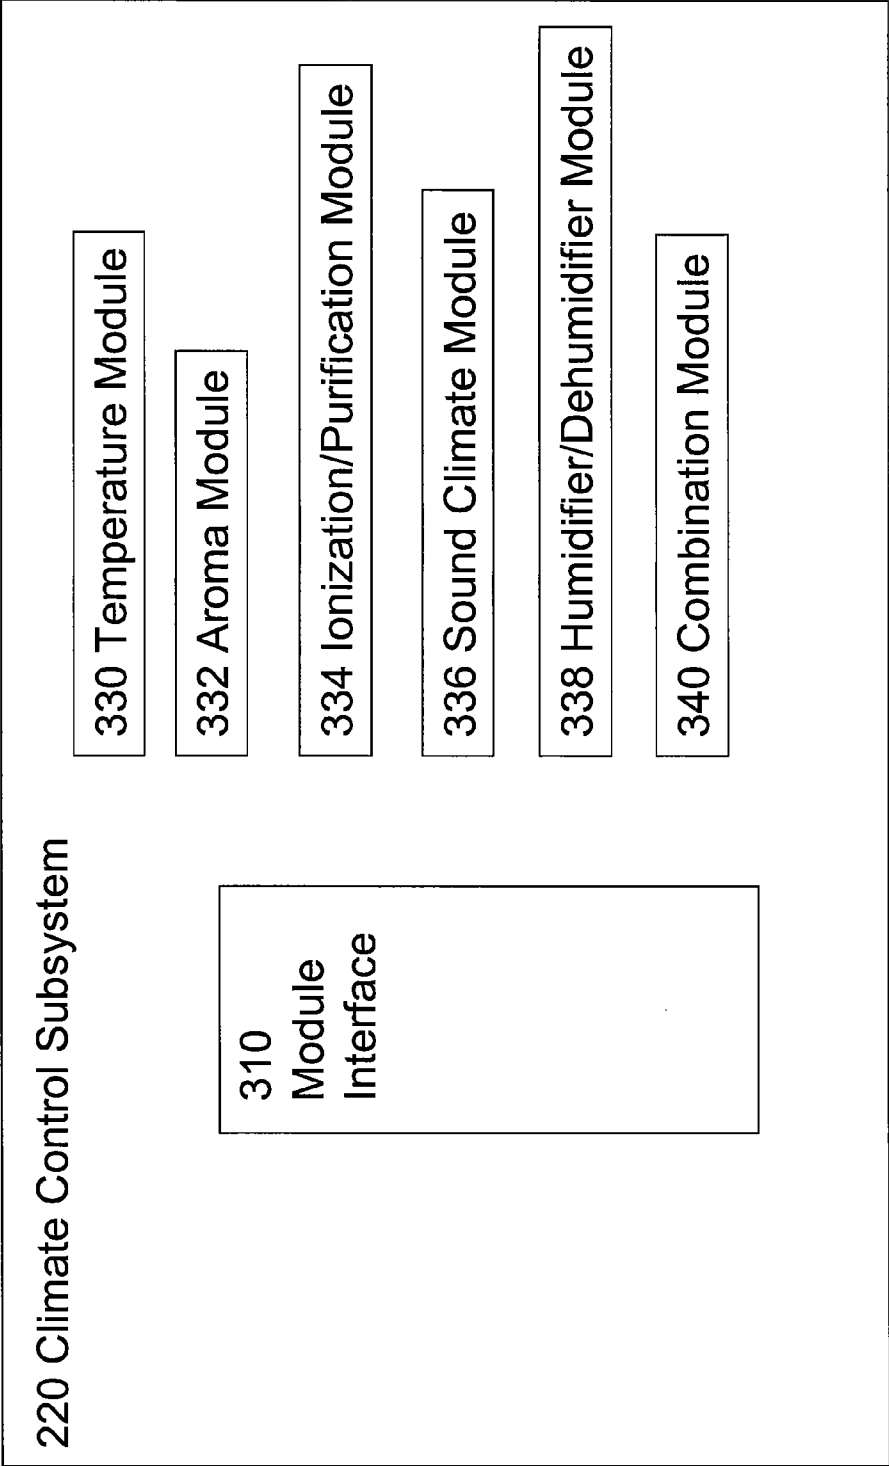 220 Climate Control Subsystem
310
Module
Interface
330 Temperature Module
332 Aroma Module
334 Ionization/Purification Module
336 Sound Climate Module
338 Humidifier/Dehumidifier Module
340 Combination Module